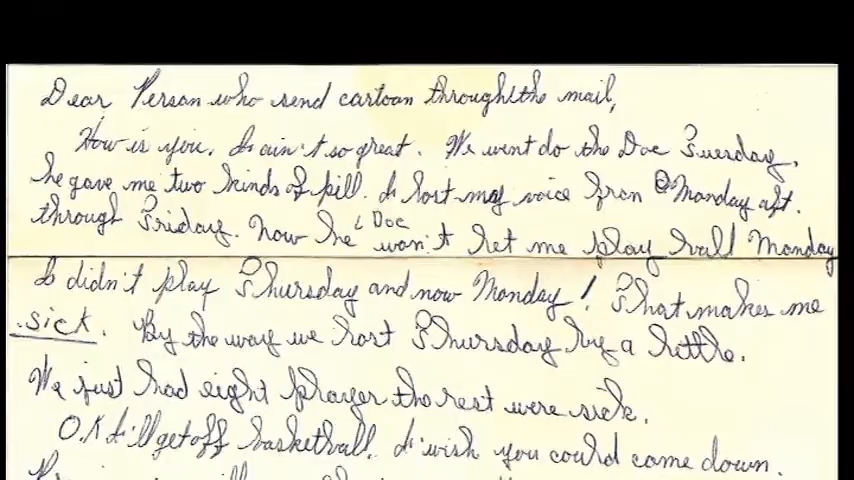 Dear Person who send cartoon through the mail,
How is you. I ain't so great. We went do the Doc Tuesday,
he gave me two kinds of pill. I lost my voice from Monday aft.
through Friday. Now he Doc won't let me play ball Monday
I didn't play Thursday and now Monday! That makes me
sick. By the way we lost Thursday by a little.
We just had eight player the rest were sick.
O.K I'll get off basketball. I wish you could come down.